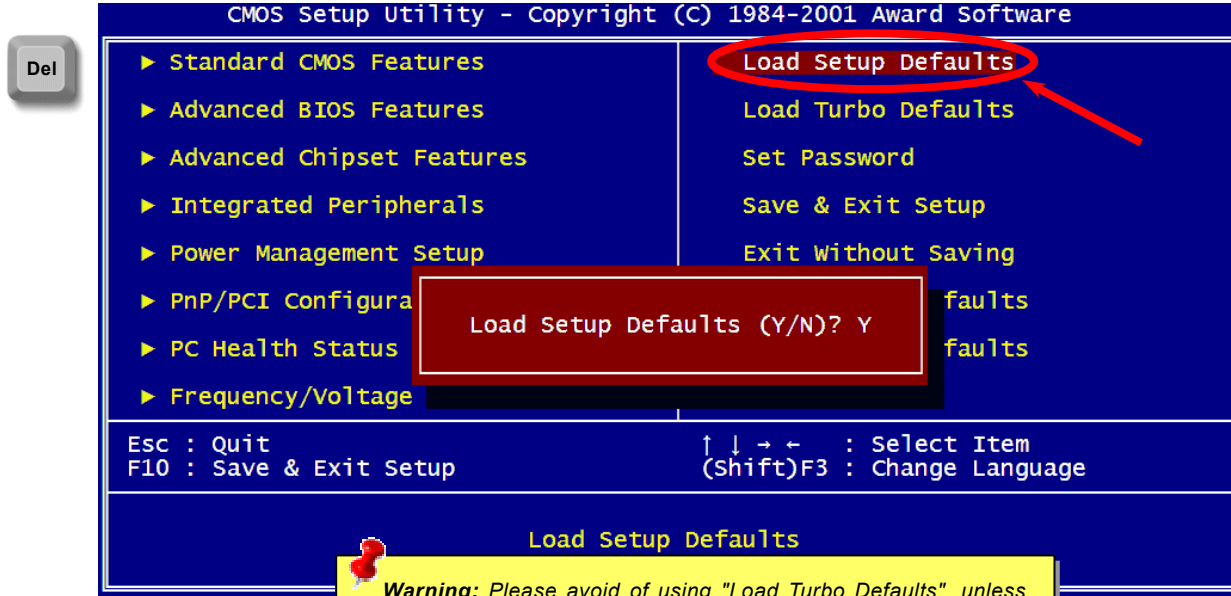 CMOS Setup Utility - Copyright (C) 1984-2001 Award Software
Del
► Standard CMOS Features
► Advanced BIOS Features
► Advanced Chipset Features
► Integrated Peripherals
► Power Management Setup
► PnP/PCI Configura
► PC Health Status
► Frequency/Voltage
Load Setup Defaults
Load Turbo Defaults
Set Password
Save & Exit Setup
Exit Without Saving
faults
faults
Load Setup Defaults (Y/N)? Y
Esc : Quit
F10 : Save & Exit Setup
↑ ↓ → ← : Select Item
(Shift)F3 : Change Language
Load Setup Defaults
Warning: Please avoid of using "Load Turbo Defaults", unless